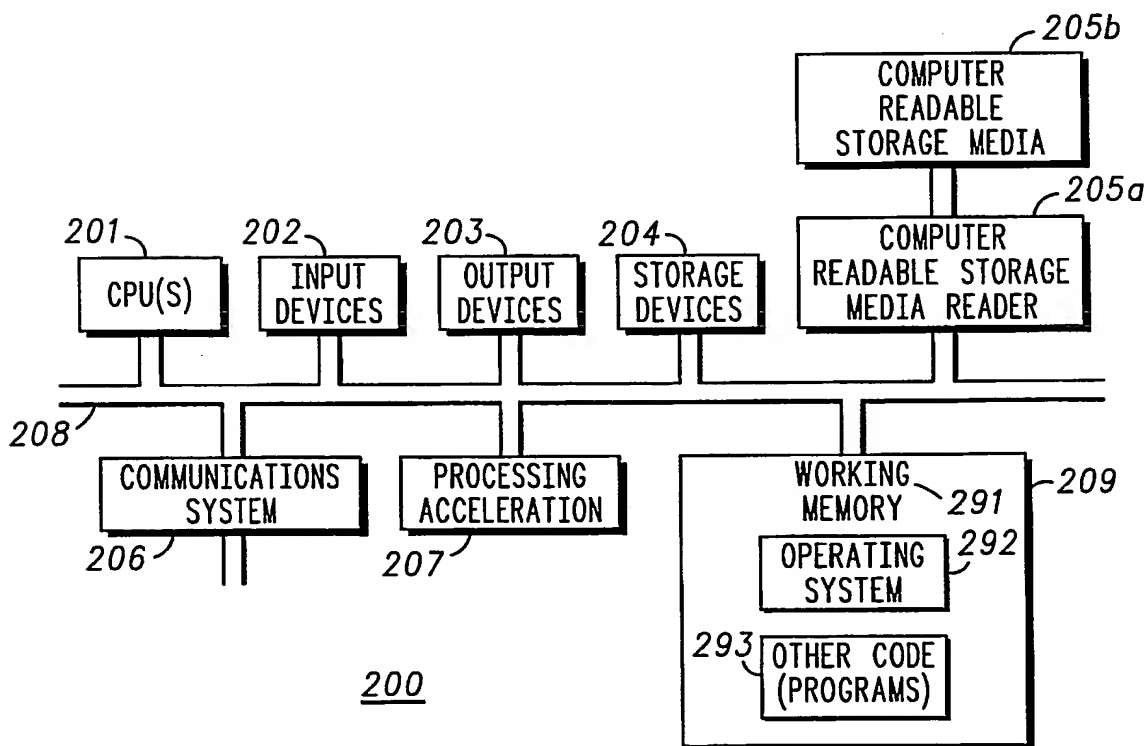 205b
COMPUTER
READABLE
STORAGE MEDIA
205a
COMPUTER
READABLE STORAGE
MEDIA READER
201
CPU(S)
202
INPUT
DEVICES
203
OUTPUT
DEVICES
204
STORAGE
DEVICES
208
COMMUNICATIONS
SYSTEM
206
PROCESSING
ACCELERATION
207
WORKING
MEMORY
291
209
OPERATING
SYSTEM
292
293
OTHER CODE
(PROGRAMS)
200